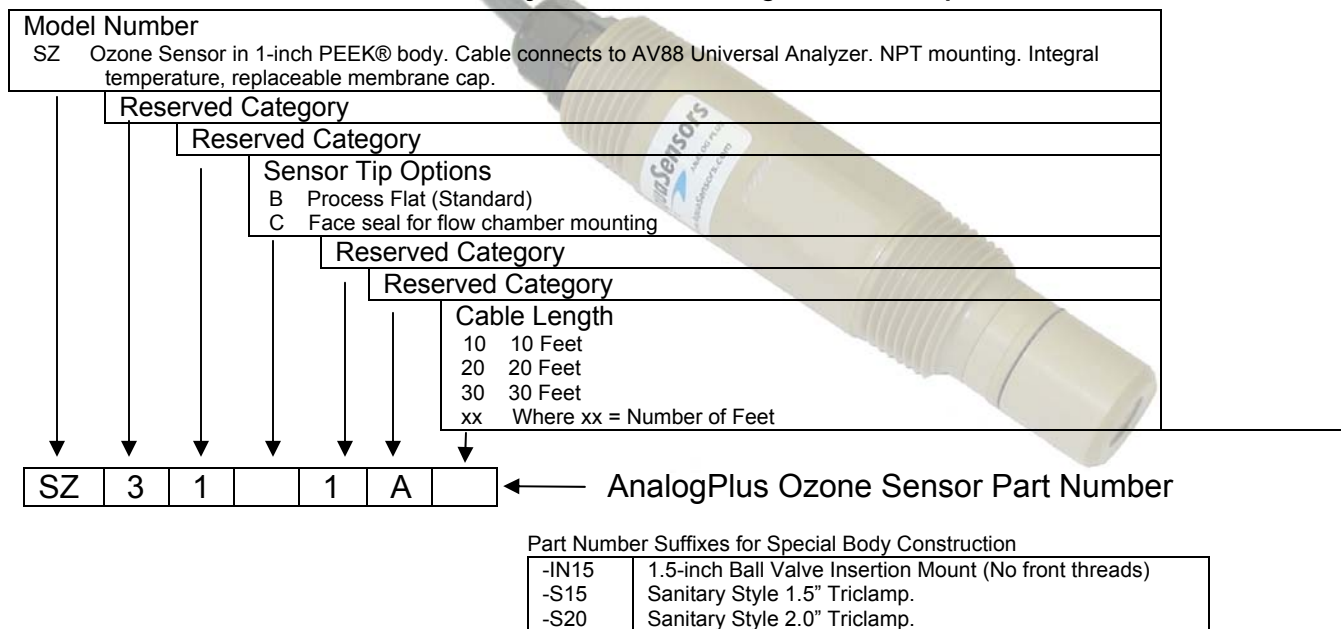 Model Number
SZ Ozone Sensor in 1-inch PEEK® body. Cable connects to AV88 Universal Analyzer. NPT mounting. Integral
temperature, replaceable membrane cap.
Reserved Category
Reserved Category
Sensor Tip Options
B Process Flat (Standard)
C Face seal for flow chamber mounting
Reserved Category
Reserved Category
Cable Length
10 10 Feet
20 20 Feet
30 30 Feet
xx Where xx = Number of Feet
SZ 3 1 1 A
AnalogPlus Ozone Sensor Part Number
Part Number Suffixes for Special Body Construction
-IN15 1.5-inch Ball Valve Insertion Mount (No front threads)
-S15 Sanitary Style 1.5” Triclamp.
-S20 Sanitary Style 2.0” Triclamp.
ANALOG PLUS